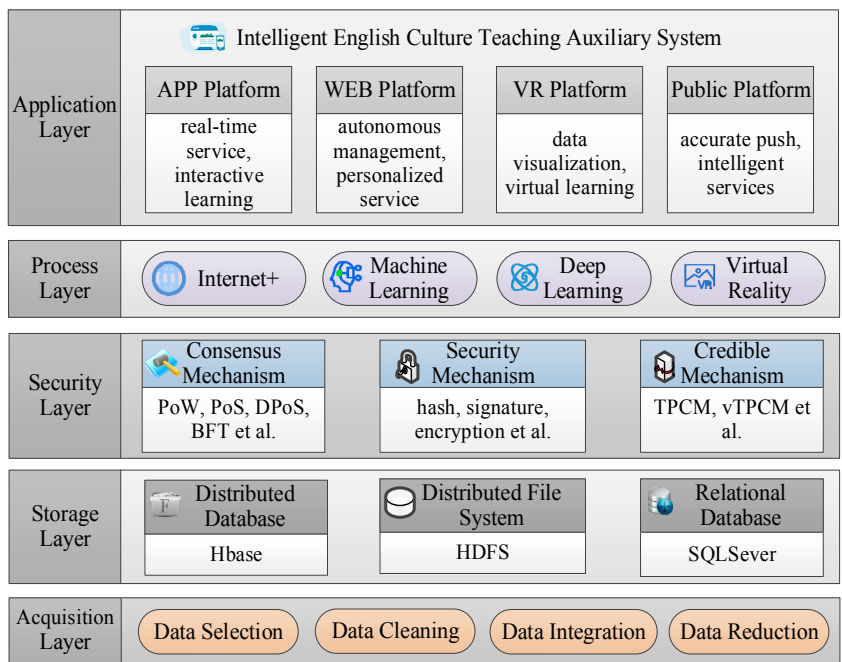 Intelligent English Culture Teaching Auxiliary System
Application
Layer
APP Platform
real-time
service,
interactive
learning
WEB Platform
autonomous
management,
personalized
service
VR Platform
data
visualization,
virtual learning
Public Platform
accurate push,
intelligent
services
Process
Layer
Internet+
Machine
Learning
Deep
Learning
VR
Virtual
Reality
Security
Layer
Consensus
Mechanism
PoW, PoS, DPoS,
BFT et al.
Security
Mechanism
hash, signature,
encryption et al.
Credible
Mechanism
TPCM, vTPCM et
al.
Storage
Layer
F
Distributed
Database
Hbase
Distributed File
System
HDFS
Relational
Database
SQLSever
Acquisition
Layer
Data Selection
Data Cleaning
Data Integration
Data Reduction